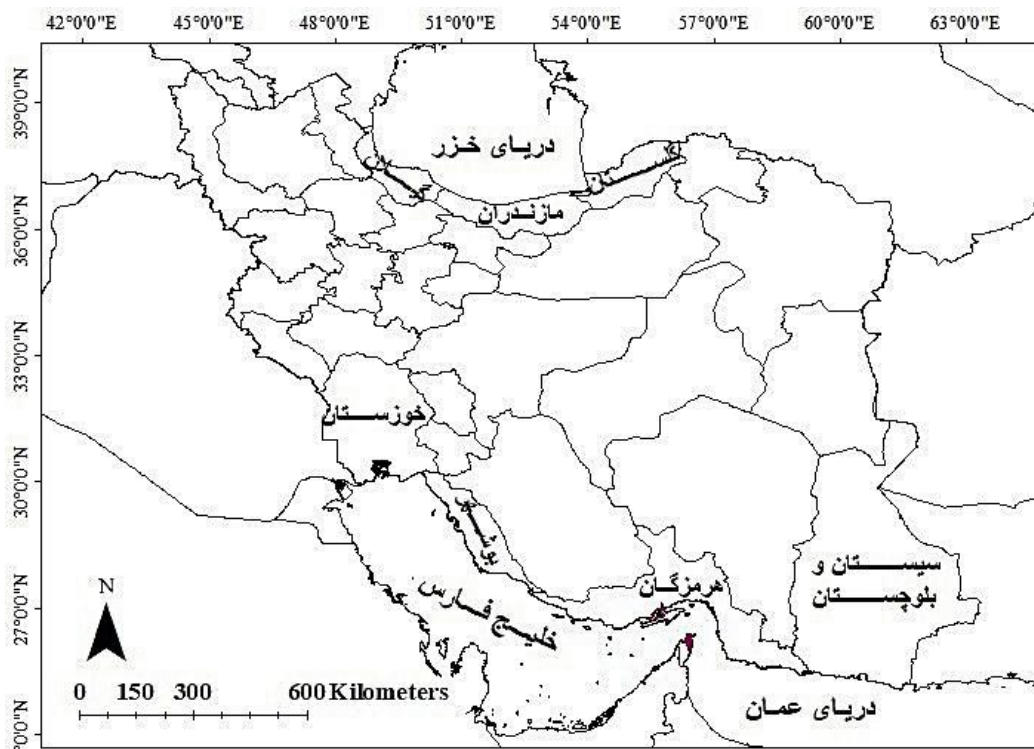 42°0'0"E 45°0'0"E 48°0'0"E 51°0'0"E 54°0'0"E 57°0'0"E 60°0'0"E 63°0'0"E
39°0'0"N
36°0'0"N
33°0'0"N
30°0'0"N
27°0'0"N
دریای خزر
گیلان
گلستان
مازندران
خوزستان
بوشهر
هرمزگان
سیستان و
بلوچستان
خلیج فارس
دریای عمان
N
0 150 300 600 Kilometers